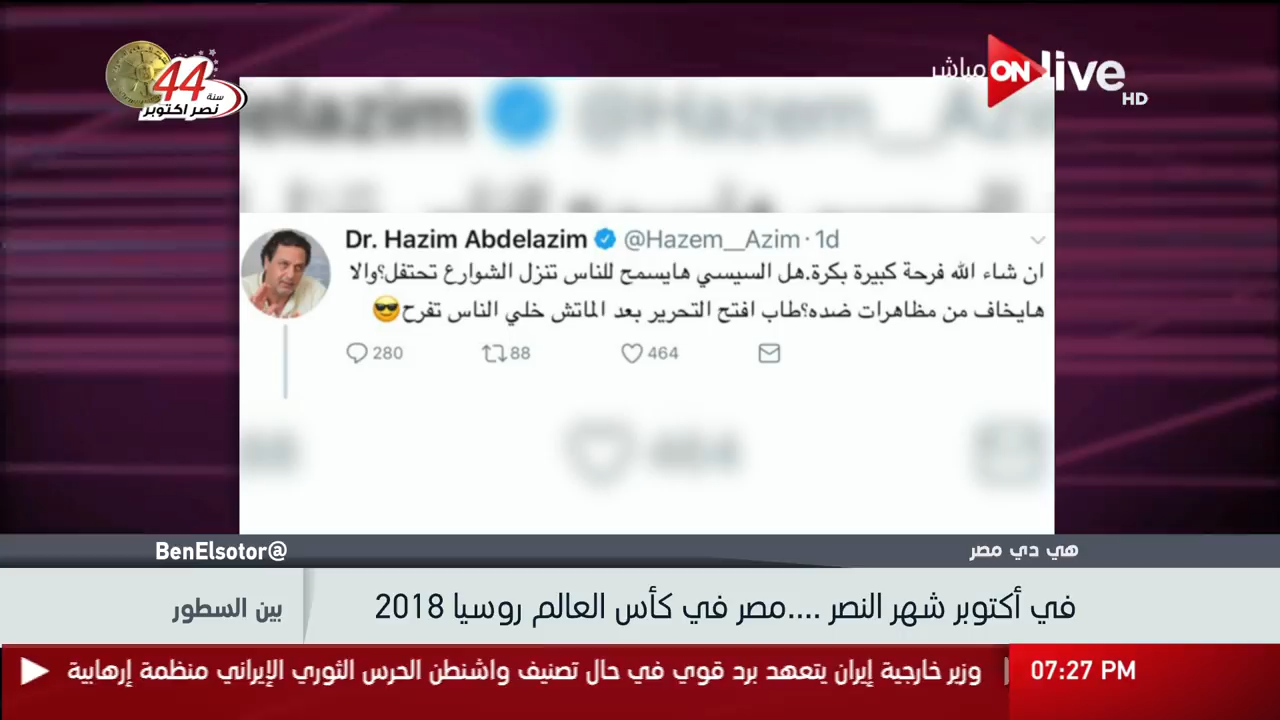 44
سنة
نصر اكتوبر
مباشر
ON live
HD
elazim @Hazem__Azim
Dr. Hazim Abdelazim @Hazem__Azim · 1d
ان شاء الله فرحة كبيرة بكرة.هل السيسي هايسمح للناس تنزل الشوارع تحتفل؟والا
هايخاف من مظاهرات ضده؟طاب افتح التحرير بعد الماتش خلي الناس تفرح😎
280 88 464
88 464
هي دي مصر
@BenElsotor
في أكتوبر شهر النصر ....مصر في كأس العالم روسيا 2018
بين السطور
07:27 PM
وزير خارجية إيران يتعهد برد قوي في حال تصنيف واشنطن الحرس الثوري الإيراني منظمة إرهابية